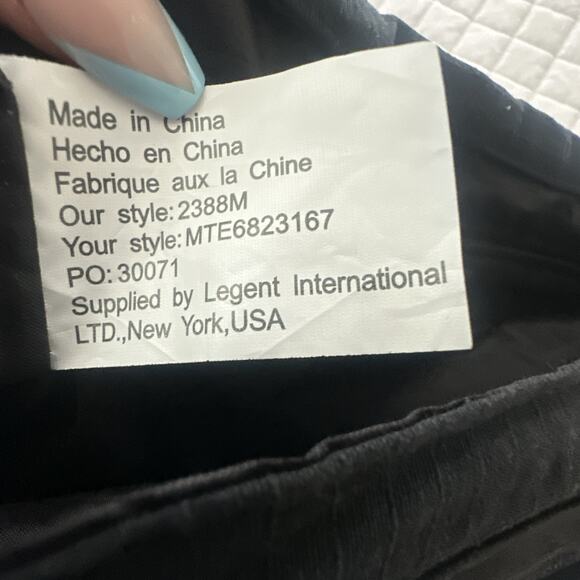 Made in China
Hecho en China
Fabrique aux la Chine
Our style:2388M
Your style:MTE6823167
PO:30071
Supplied by Legent International
LTD.,New York,USA